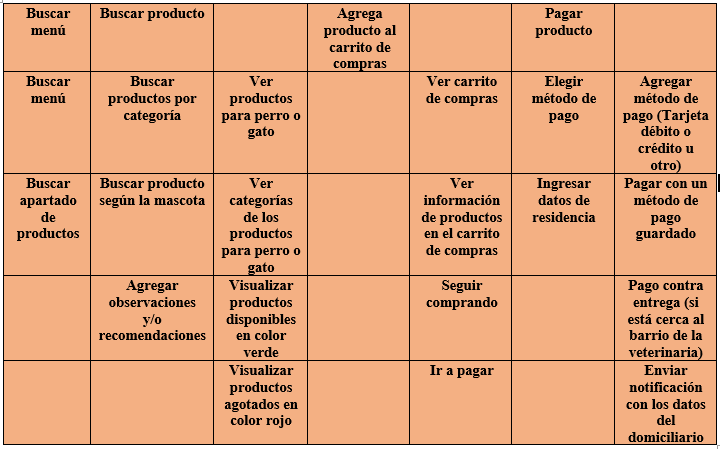 Buscar
menú
Buscar producto
Agrega
producto al
carrito de
compras
Pagar
producto
Buscar
menú
Buscar
productos por
categoría
Ver
productos
para perro o
gato
Ver carrito
de compras
Elegir
método de
pago
Agregar
método de
pago (Tarjeta
débito o
crédito u
otro)
Buscar
apartado
de
productos
Buscar producto
según la mascota
Ver
categorías
de los
productos
para perro o
gato
Ver
información
de productos
en el carrito
de compras
Ingresar
datos de
residencia
Pagar con un
método de
pago
guardado
Agregar
observaciones
y/o
recomendaciones
Visualizar
productos
disponibles
en color
verde
Seguir
comprando
Pago contra
entrega (si
está cerca al
barrio de la
veterinaria)
Visualizar
productos
agotados en
color rojo
Ir a pagar
Enviar
notificación
con los datos
del
domiciliario